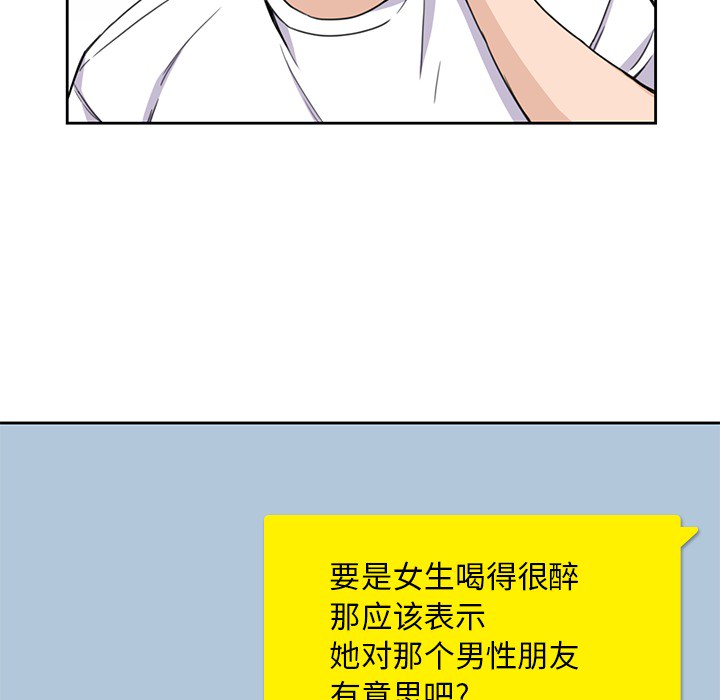 要是女生喝得很醉
那应该表示
她对那个男性朋友
有意思吧?